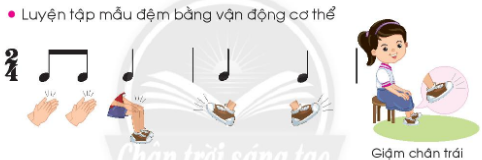 • Luyện tập mẫu đệm bằng vận động cơ thể
2
4
Giậm chân trái
Chân trời sáng tạo